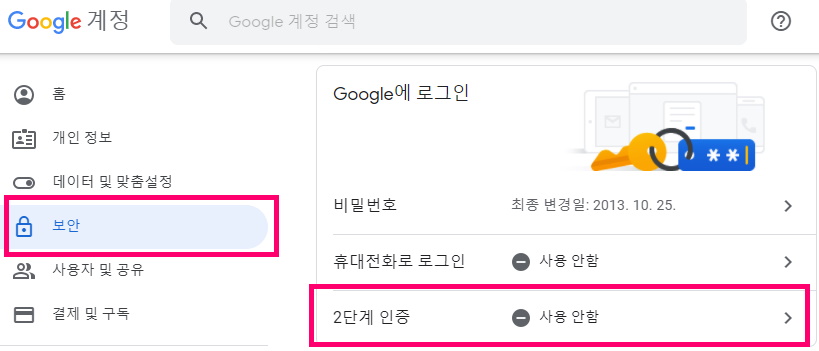 Google 계정
Google 계정 검색
홈
개인 정보
데이터 및 맞춤설정
보안
사용자 및 공유
결제 및 구독
Google에 로그인
비밀번호 최종 변경일: 2013. 10. 25.
휴대전화로 로그인 사용 안함
2단계 인증 사용 안함